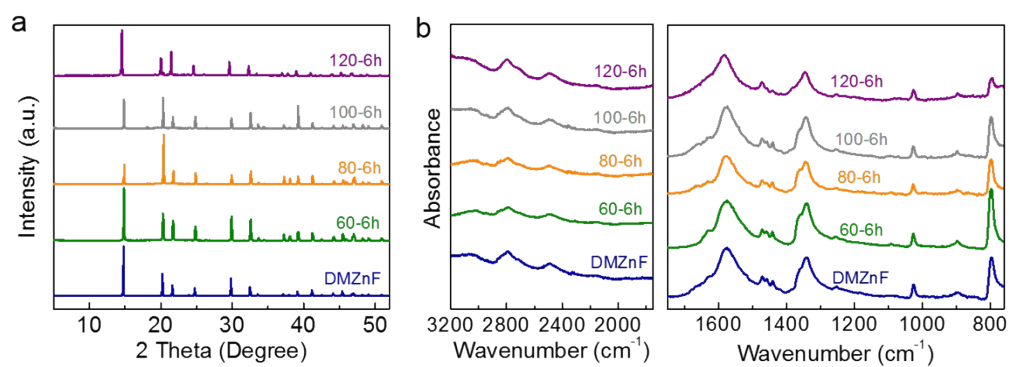 a
Intensity (a.u.)
120-6h
100-6h
80-6h
60-6h
DMZnF
10 20 30 40 50
2 Theta (Degree)
b
Absorbance
120-6h
100-6h
80-6h
60-6h
DMZnF
3200 2800 2400 2000
Wavenumber (cm⁻¹)
120-6h
100-6h
80-6h
60-6h
DMZnF
1600 1400 1200 1000 800
Wavenumber (cm⁻¹)